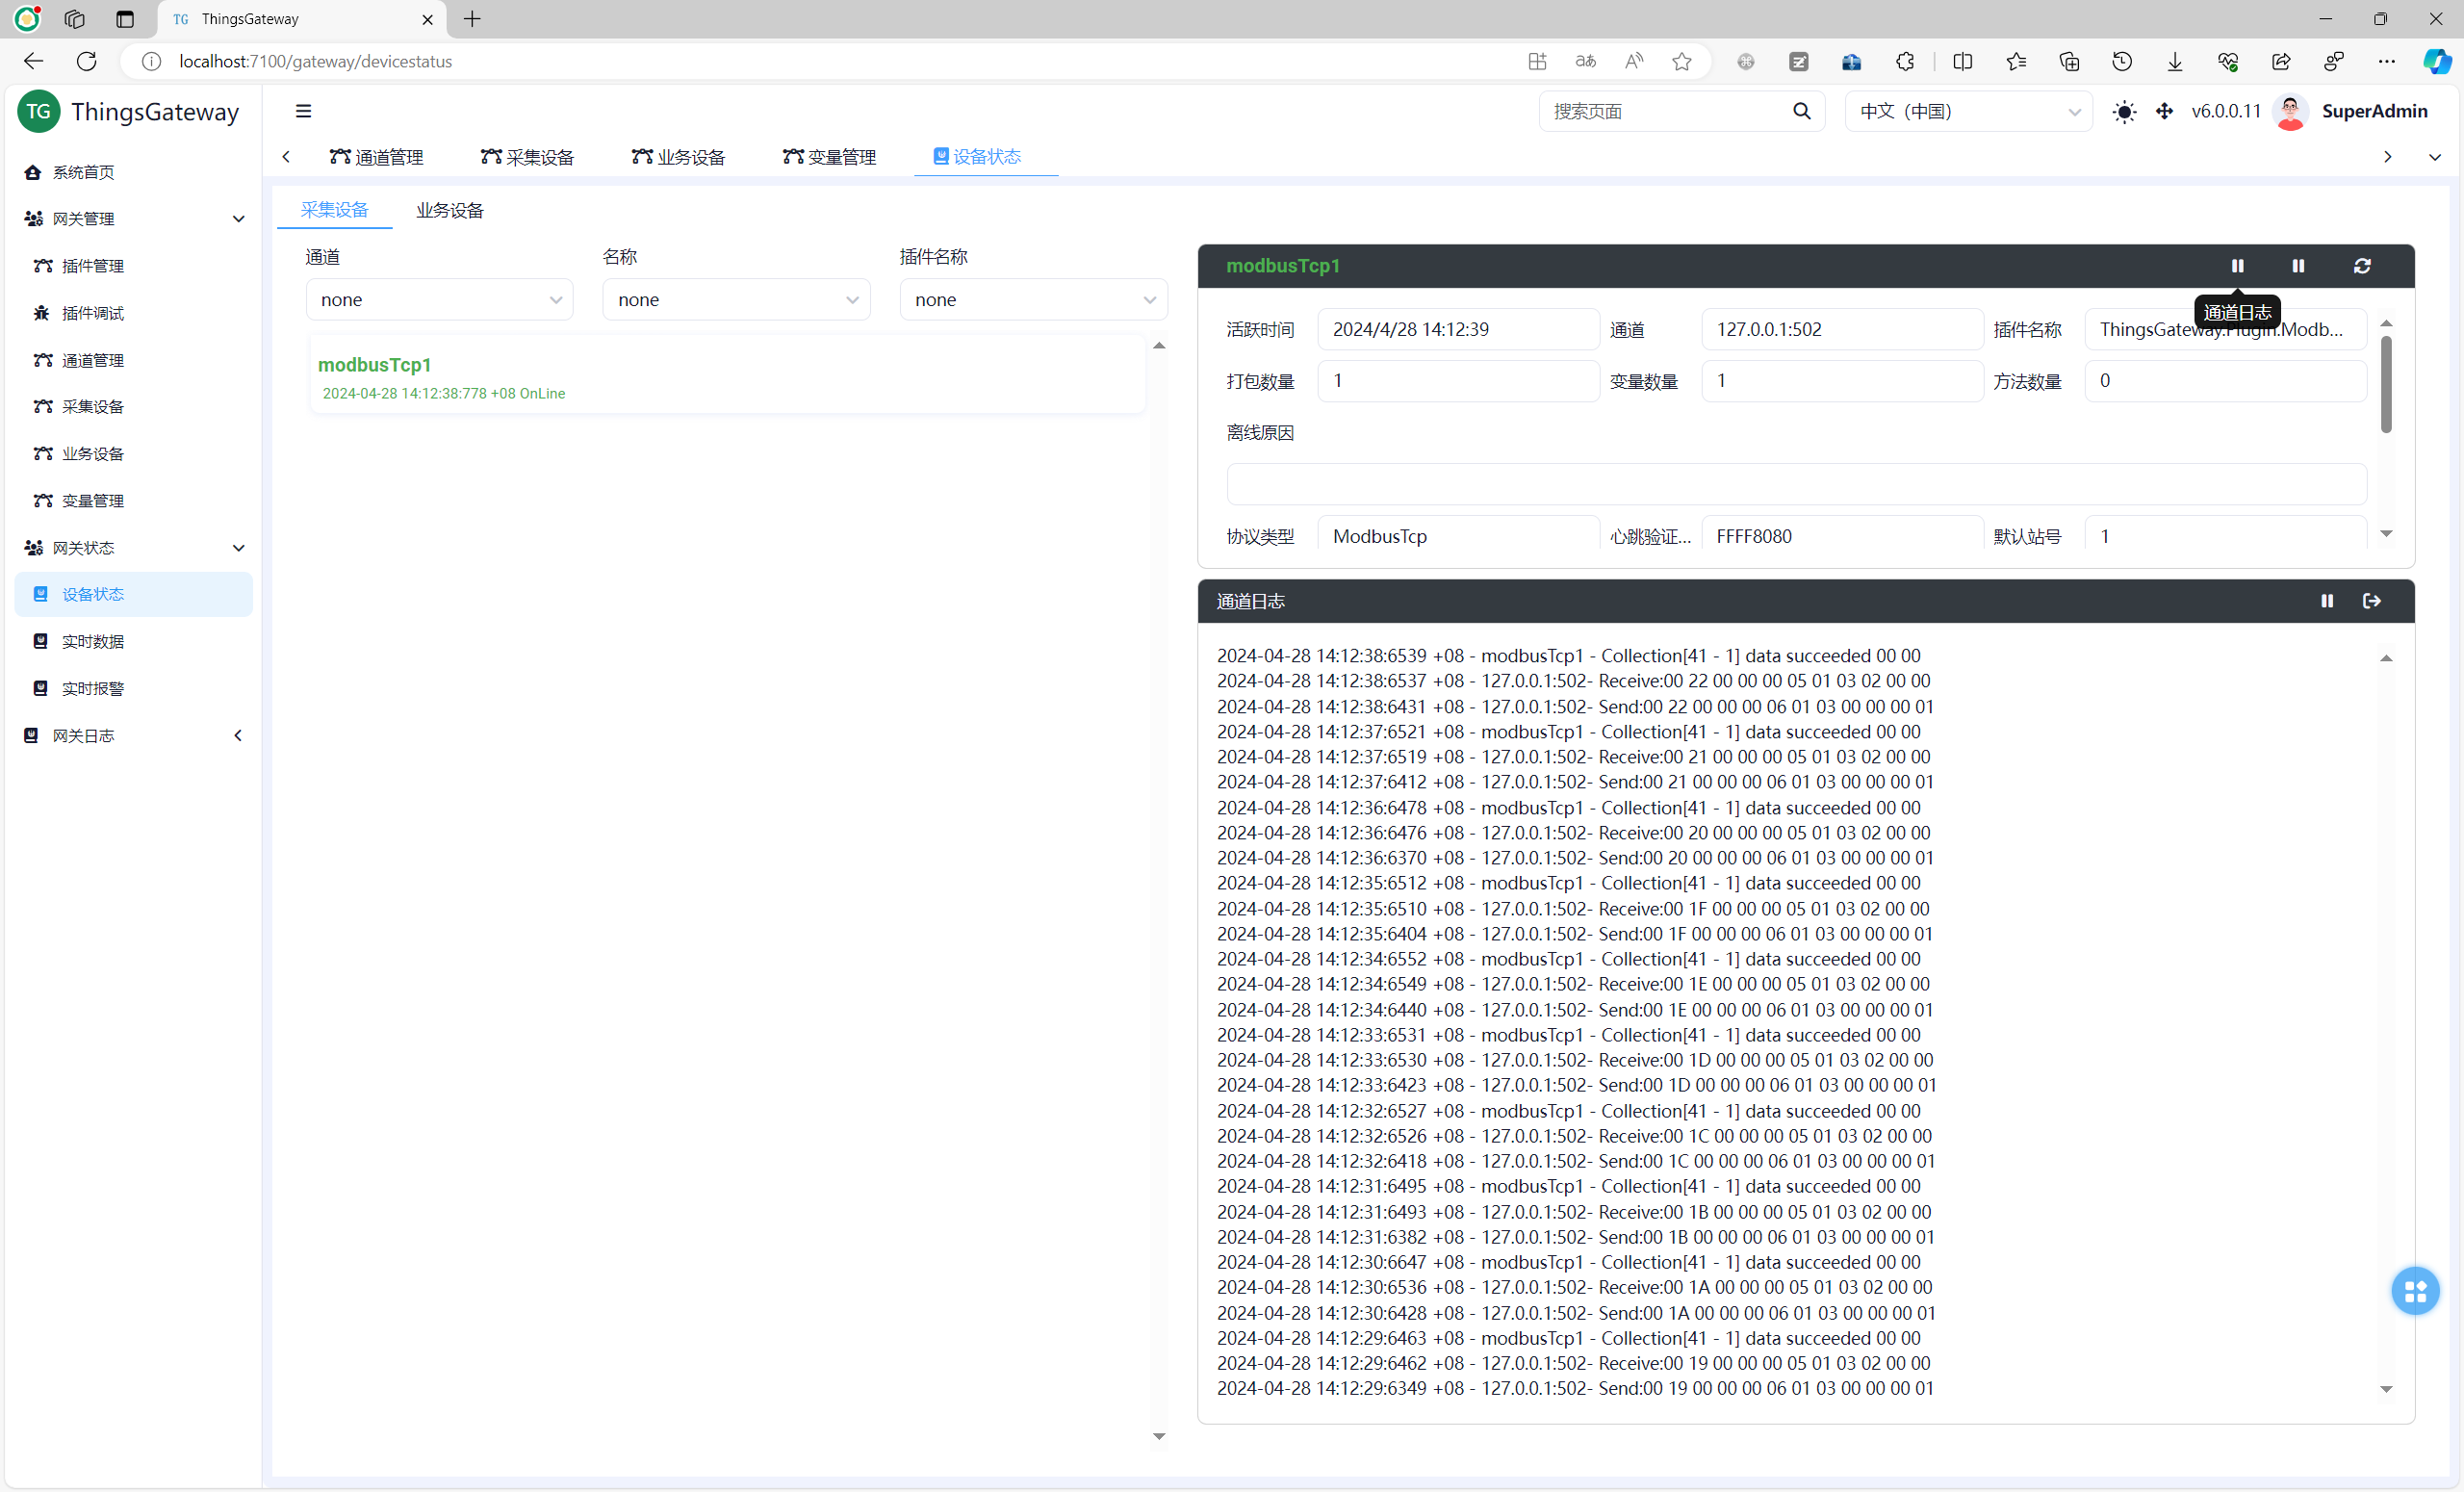 TG ThingsGateway
localhost:7100/gateway/devicestatus
TG ThingsGateway
搜索页面
中文（中国）
v6.0.0.11
SuperAdmin
通道管理
采集设备
业务设备
变量管理
设备状态
系统首页
网关管理
插件管理
插件调试
通道管理
采集设备
业务设备
变量管理
网关状态
设备状态
实时数据
实时报警
网关日志
采集设备
业务设备
通道
名称
插件名称
none
none
none
modbusTcp1
2024-04-28 14:12:38:778 +08 OnLine
modbusTcp1
通道日志
活跃时间 2024/4/28 14:12:39 通道 127.0.0.1:502 插件名称 ThingsGateway.Plugin.Modb...
打包数量 1 变量数量 1 方法数量 0
离线原因
协议类型 ModbusTcp 心跳验证... FFFF8080 默认站号 1
通道日志
2024-04-28 14:12:38:6539 +08 - modbusTcp1 - Collection[41 - 1] data succeeded 00 00
2024-04-28 14:12:38:6537 +08 - 127.0.0.1:502- Receive:00 22 00 00 00 05 01 03 02 00 00
2024-04-28 14:12:38:6431 +08 - 127.0.0.1:502- Send:00 22 00 00 00 06 01 03 00 00 00 01
2024-04-28 14:12:37:6521 +08 - modbusTcp1 - Collection[41 - 1] data succeeded 00 00
2024-04-28 14:12:37:6519 +08 - 127.0.0.1:502- Receive:00 21 00 00 00 05 01 03 02 00 00
2024-04-28 14:12:37:6412 +08 - 127.0.0.1:502- Send:00 21 00 00 00 06 01 03 00 00 00 01
2024-04-28 14:12:36:6478 +08 - modbusTcp1 - Collection[41 - 1] data succeeded 00 00
2024-04-28 14:12:36:6476 +08 - 127.0.0.1:502- Receive:00 20 00 00 00 05 01 03 02 00 00
2024-04-28 14:12:36:6370 +08 - 127.0.0.1:502- Send:00 20 00 00 00 06 01 03 00 00 00 01
2024-04-28 14:12:35:6512 +08 - modbusTcp1 - Collection[41 - 1] data succeeded 00 00
2024-04-28 14:12:35:6510 +08 - 127.0.0.1:502- Receive:00 1F 00 00 00 05 01 03 02 00 00
2024-04-28 14:12:35:6404 +08 - 127.0.0.1:502- Send:00 1F 00 00 00 06 01 03 00 00 00 01
2024-04-28 14:12:34:6552 +08 - modbusTcp1 - Collection[41 - 1] data succeeded 00 00
2024-04-28 14:12:34:6549 +08 - 127.0.0.1:502- Receive:00 1E 00 00 00 05 01 03 02 00 00
2024-04-28 14:12:34:6440 +08 - 127.0.0.1:502- Send:00 1E 00 00 00 06 01 03 00 00 00 01
2024-04-28 14:12:33:6531 +08 - modbusTcp1 - Collection[41 - 1] data succeeded 00 00
2024-04-28 14:12:33:6530 +08 - 127.0.0.1:502- Receive:00 1D 00 00 00 05 01 03 02 00 00
2024-04-28 14:12:33:6423 +08 - 127.0.0.1:502- Send:00 1D 00 00 00 06 01 03 00 00 00 01
2024-04-28 14:12:32:6527 +08 - modbusTcp1 - Collection[41 - 1] data succeeded 00 00
2024-04-28 14:12:32:6526 +08 - 127.0.0.1:502- Receive:00 1C 00 00 00 05 01 03 02 00 00
2024-04-28 14:12:32:6418 +08 - 127.0.0.1:502- Send:00 1C 00 00 00 06 01 03 00 00 00 01
2024-04-28 14:12:31:6495 +08 - modbusTcp1 - Collection[41 - 1] data succeeded 00 00
2024-04-28 14:12:31:6493 +08 - 127.0.0.1:502- Receive:00 1B 00 00 00 05 01 03 02 00 00
2024-04-28 14:12:31:6382 +08 - 127.0.0.1:502- Send:00 1B 00 00 00 06 01 03 00 00 00 01
2024-04-28 14:12:30:6647 +08 - modbusTcp1 - Collection[41 - 1] data succeeded 00 00
2024-04-28 14:12:30:6536 +08 - 127.0.0.1:502- Receive:00 1A 00 00 00 05 01 03 02 00 00
2024-04-28 14:12:30:6428 +08 - 127.0.0.1:502- Send:00 1A 00 00 00 06 01 03 00 00 00 01
2024-04-28 14:12:29:6463 +08 - modbusTcp1 - Collection[41 - 1] data succeeded 00 00
2024-04-28 14:12:29:6462 +08 - 127.0.0.1:502- Receive:00 19 00 00 00 05 01 03 02 00 00
2024-04-28 14:12:29:6349 +08 - 127.0.0.1:502- Send:00 19 00 00 00 06 01 03 00 00 00 01